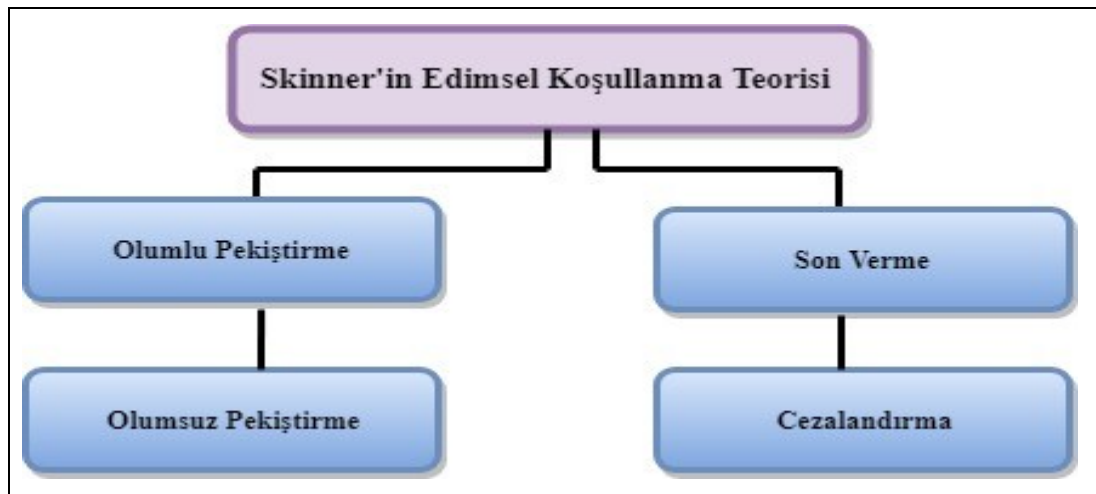 Skinner'in Edimsel Koşullanma Teorisi
Olumlu Pekiştirme
Son Verme
Olumsuz Pekiştirme
Cezalandırma